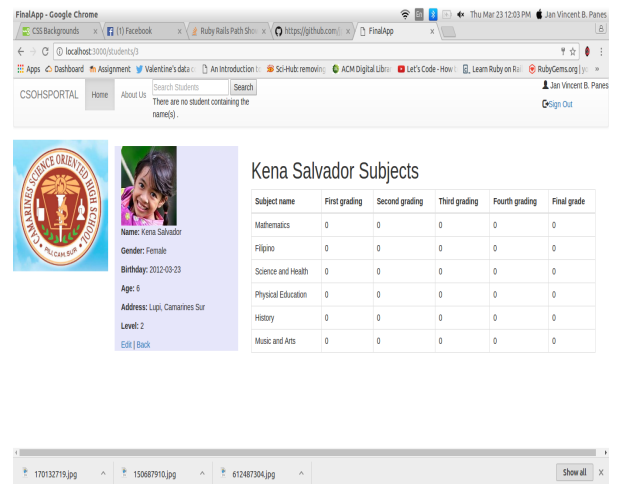 FinalApp - Google Chrome
En
Thu Mar 23 12:03 PM
Jan Vincent B. Panes
CSS Backgrounds
(1) Facebook
Ruby Rails Path Show
https://github.com/j
FinalApp
localhost:3000/students/3
Apps
Dashboard
Assignment
Valentine's data
An Introduction to
Sci-Hub: removing
ACM Digital Librar
Let's Code - How t
Learn Ruby on Rail
RubyGems.org | yo
CSOHSPORTAL
Home
About Us
Search Students
Search
There are no student containing the
name(s) .
Jan Vincent B. Panes
Sign Out
CAMARINES SCIENCE ORIENTED HIGH SCHOOL
PILI, CAM. SUR
Name: Kena Salvador
Gender: Female
Birthday: 2012-03-23
Age: 6
Address: Lupi, Camarines Sur
Level: 2
Edit | Back
Kena Salvador Subjects
Subject name First grading Second grading Third grading Fourth grading Final grade
Mathematics 0 0 0 0 0
Filipino 0 0 0 0 0
Science and Health 0 0 0 0 0
Physical Education 0 0 0 0 0
History 0 0 0 0 0
Music and Arts 0 0 0 0 0
170132719.jpg
150687910.jpg
612487304.jpg
Show all